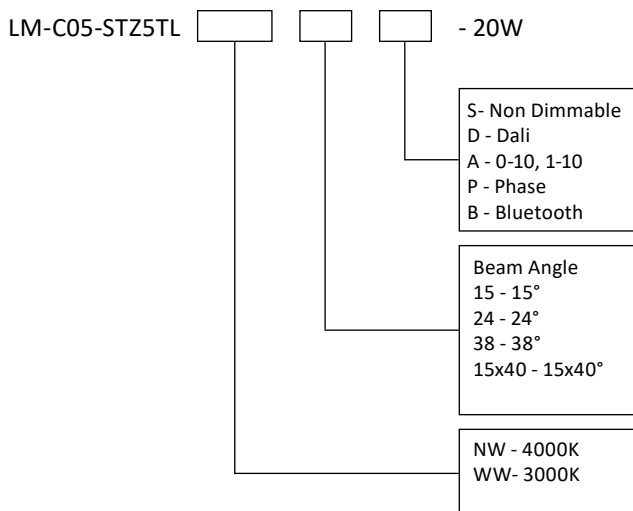 LM-C05-STZ5TL - 20W
S- Non Dimmable
D - Dali
A - 0-10, 1-10
P - Phase
B - Bluetooth
Beam Angle
15 - 15°
24 - 24°
38 - 38°
15x40 - 15x40°
NW - 4000K
WW- 3000K